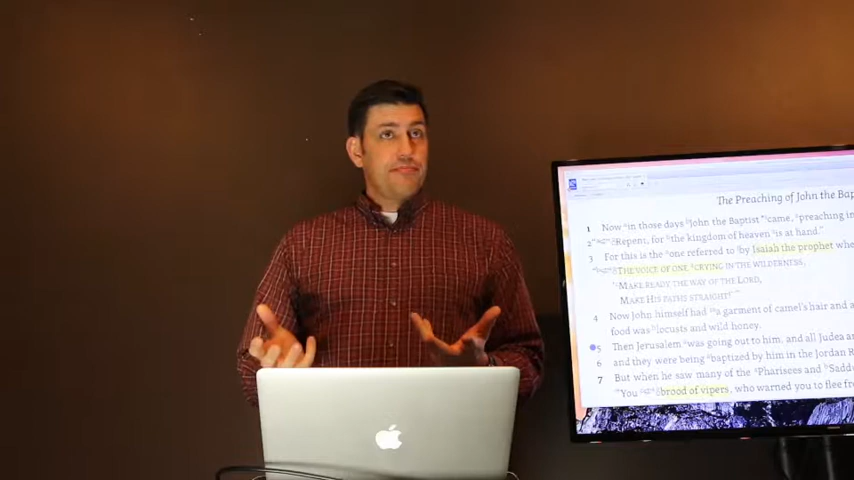 The Preaching of John the Bap
1 Now in those days John the Baptist came, preaching in
2 "Repent, for the kingdom of heaven is at hand."
3 For this is the one referred to by Isaiah the prophet who
"THE VOICE OF ONE CRYING IN THE WILDERNESS,
'MAKE READY THE WAY OF THE LORD,
MAKE HIS PATHS STRAIGHT!'"
4 Now John himself had a garment of camel's hair and a
food was locusts and wild honey.
5 Then Jerusalem was going out to him, and all Judea a
6 and they were being baptized by him in the Jordan R
7 But when he saw many of the Pharisees and Sadd
"You brood of vipers, who warned you to flee fro